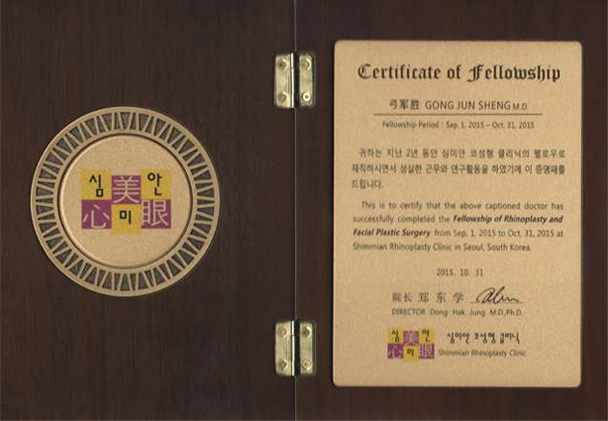 심 美 안
心 미 眼
Certificate of Fellowship
弓军胜 GONG JUN SHENG M.D.
Fellowship Period : Sep. 1, 2015 – Oct. 31, 2015
귀하는 지난 2년 동안 심미안 코성형 클리닉의 펠로우로
재직하시면서 성실한 근무와 연구활동을 하였기에 이 증명패를
드립니다.
This is to certify that the above captioned doctor has
successfully completed the Fellowship of Rhinoplasty and
Facial Plastic Surgery from Sep. 1, 2015 to Oct. 31, 2015 at
Shimmian Rhinoplasty Clinic in Seoul, South Korea.
2015. 10. 31
院长 郑东学
DIRECTOR Dong Hak Jung M.D.,Ph.D.
심 美 안
心 미 眼
심미안 코성형 클리닉
Shimmian Rhinoplasty Clinic